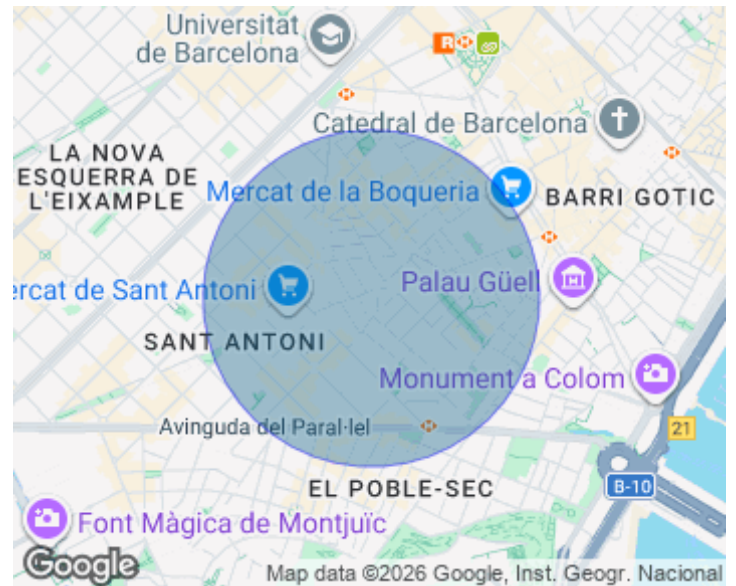 Universitat
de Barcelona
R
Catedral de Barcelona
LA NOVA
ESQUERRA DE
L'EIXAMPLE
Mercat de la Boqueria
BARRI GOTIC
ercat de Sant Antoni
Palau Güell
SANT ANTONI
Monument a Colom
Avinguda del Paral·lel
21
EL POBLE-SEC
B-10
Font Màgica de Montjuïc
Google
Map data ©2026 Google, Inst. Geogr. Nacional